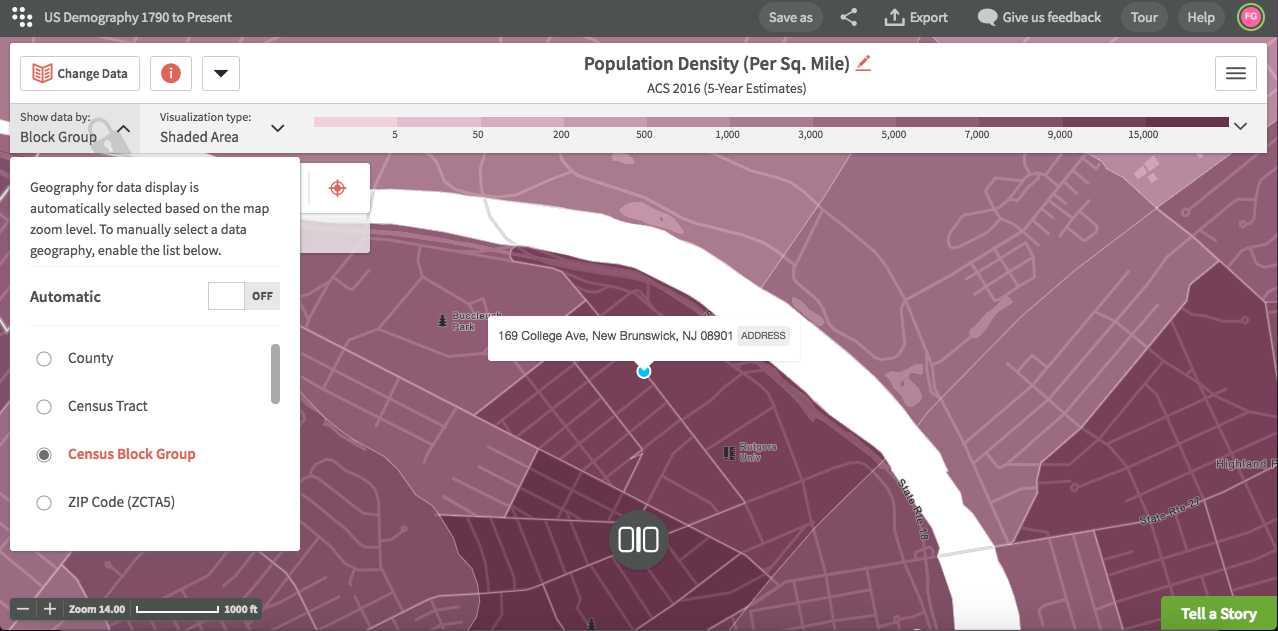 US Demography 1790 to Present
Save as
Export
Give us feedback
Tour
Help
FG
Change Data
Population Density (Per Sq. Mile)
ACS 2016 (5-Year Estimates)
Show data by:
Block Group
Visualization type:
Shaded Area
5 50 200 500 1,000 3,000 5,000 7,000 9,000 15,000
Geography for data display is
automatically selected based on the map
zoom level. To manually select a data
geography, enable the list below.
Automatic
OFF
County
Census Tract
Census Block Group
ZIP Code (ZCTA5)
Buccleuch
Park
169 College Ave, New Brunswick, NJ 08901 ADDRESS
Rutgers
Univ
Highland
State Rte 18
State Rte 27
Zoom 14.00
1000 ft
Tell a Story